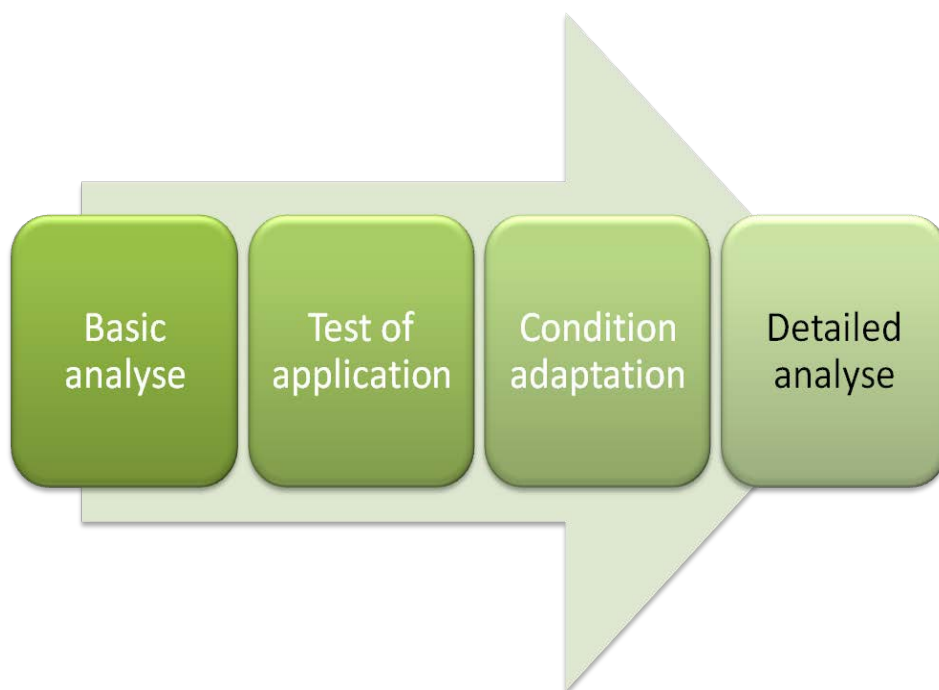 Basic
analyse
Test of
application
Condition
adaptation
Detailed
analyse